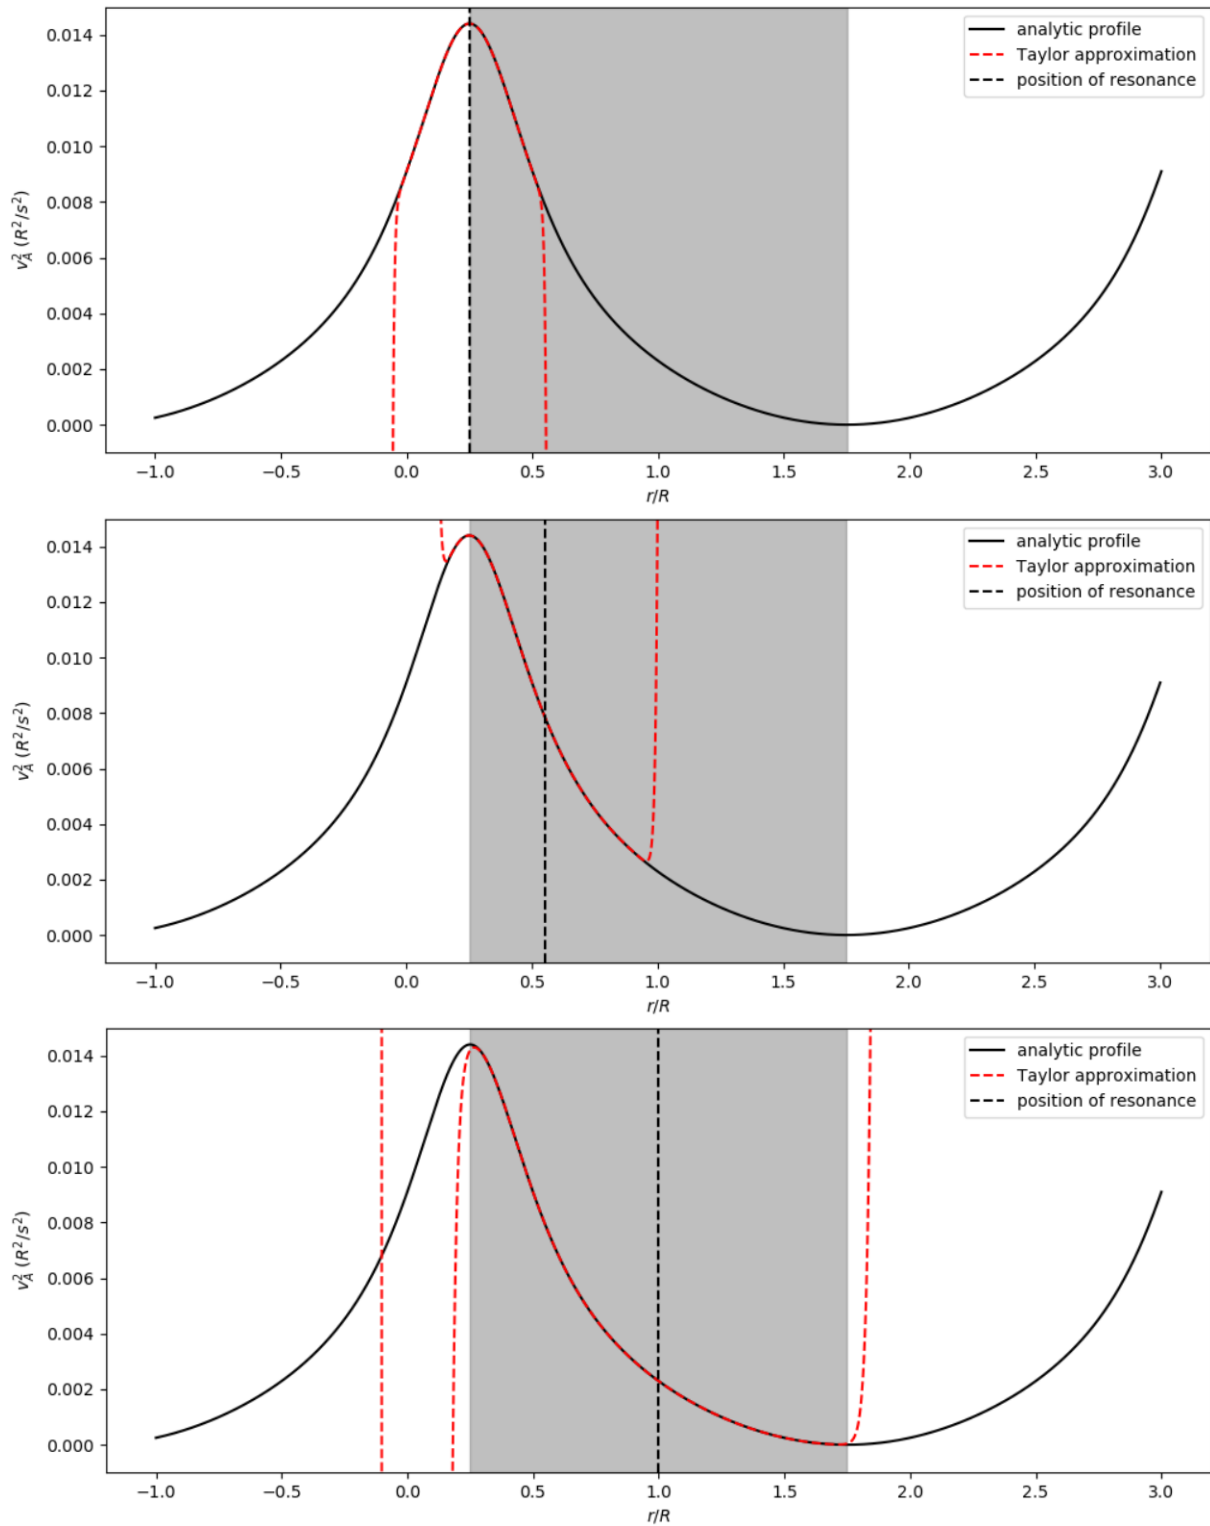 0.014
0.012
0.010
0.008
0.006
0.004
0.002
0.000
v_A^2 (R^2/s^2)
analytic profile
Taylor approximation
position of resonance
−1.0 −0.5 0.0 0.5 1.0 1.5 2.0 2.5 3.0
r/R
0.014
0.012
0.010
0.008
0.006
0.004
0.002
0.000
v_A^2 (R^2/s^2)
analytic profile
Taylor approximation
position of resonance
−1.0 −0.5 0.0 0.5 1.0 1.5 2.0 2.5 3.0
r/R
0.014
0.012
0.010
0.008
0.006
0.004
0.002
0.000
v_A^2 (R^2/s^2)
analytic profile
Taylor approximation
position of resonance
−1.0 −0.5 0.0 0.5 1.0 1.5 2.0 2.5 3.0
r/R